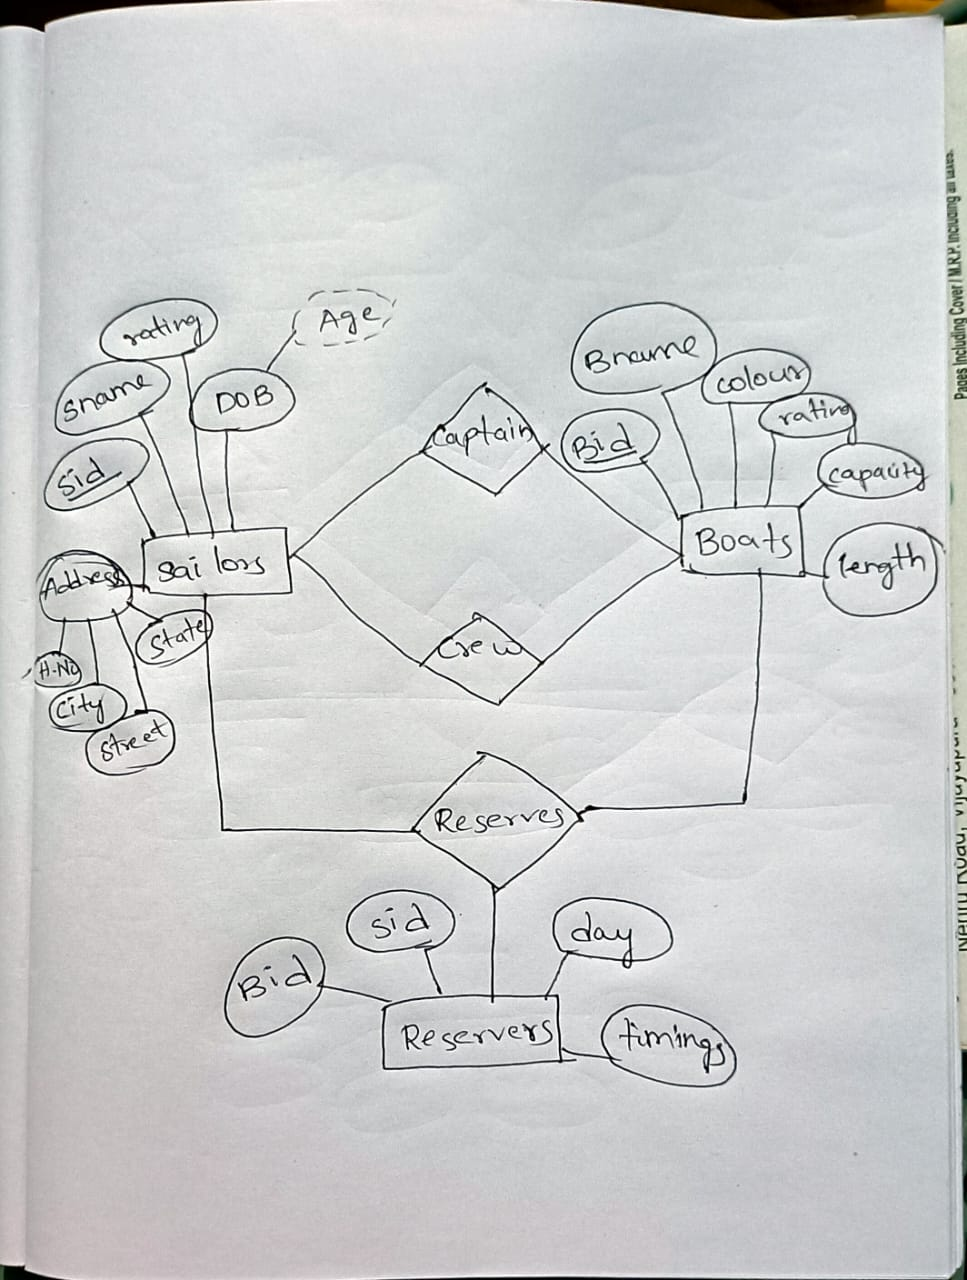 rating
Age
sname
DOB
sid
Sailors
Address
State
H-No
City
Street
Captain
Crew
Bname
colour
Bid
rating
capacity
Boats
length
Reserves
sid
day
Bid
Reservers
timings
Pages Including Cover / M.R.P. Including all taxes.